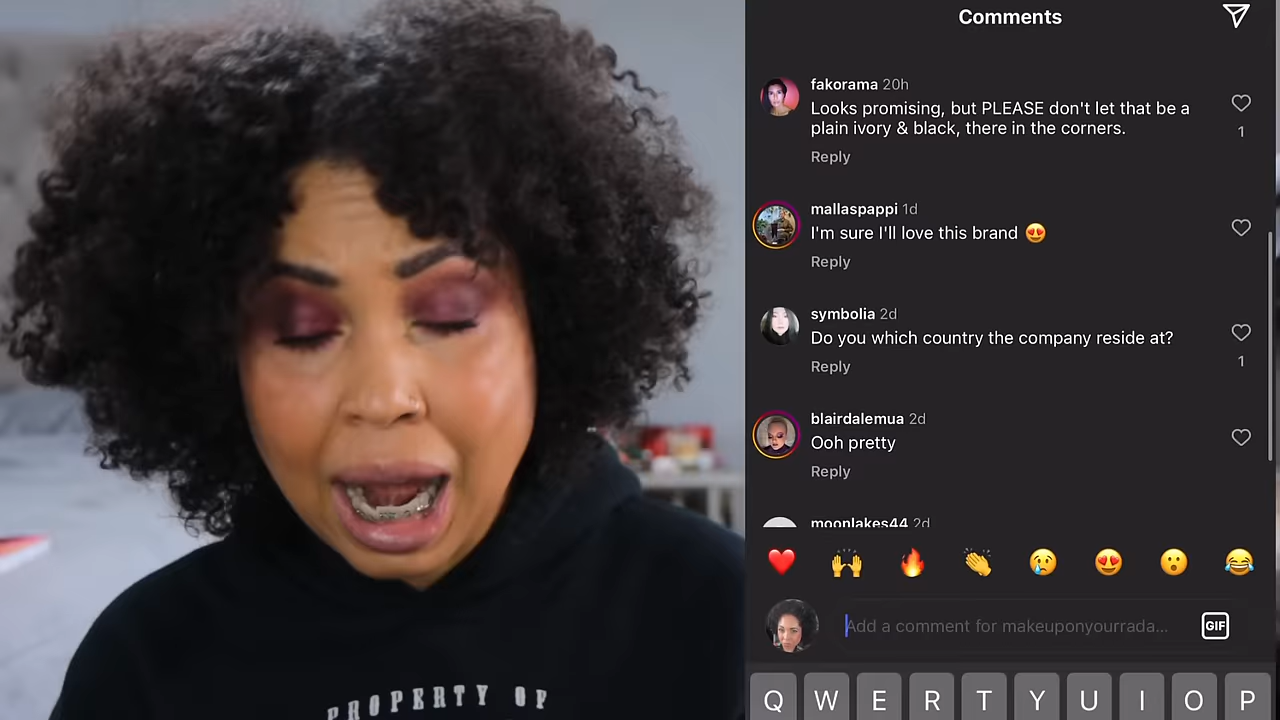 Comments
fakorama 20h
Looks promising, but PLEASE don't let that be a
plain ivory & black, there in the corners.
1
Reply
mallaspappi 1d
I'm sure I'll love this brand 😍
Reply
symbolia 2d
Do you which country the company reside at?
1
Reply
blairdalemua 2d
Ooh pretty
Reply
moonlakes44 2d
Add a comment for makeuponyourrada...
GIF
Q W E R T Y U I O P
PROPERTY OF